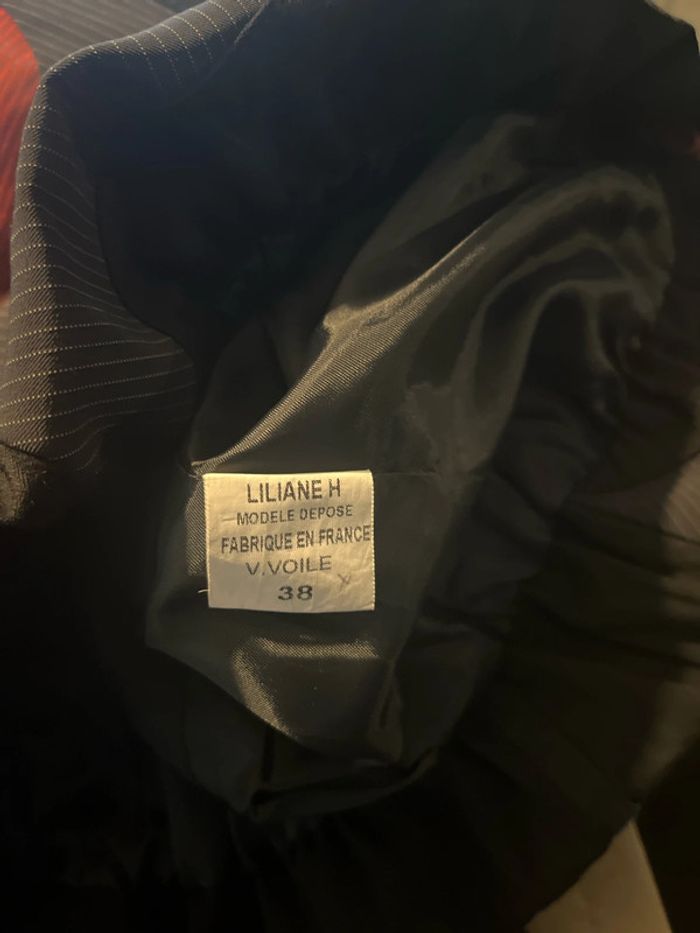 LILIANE H
MODELE DEPOSE
FABRIQUE EN FRANCE
V.VOILE
38